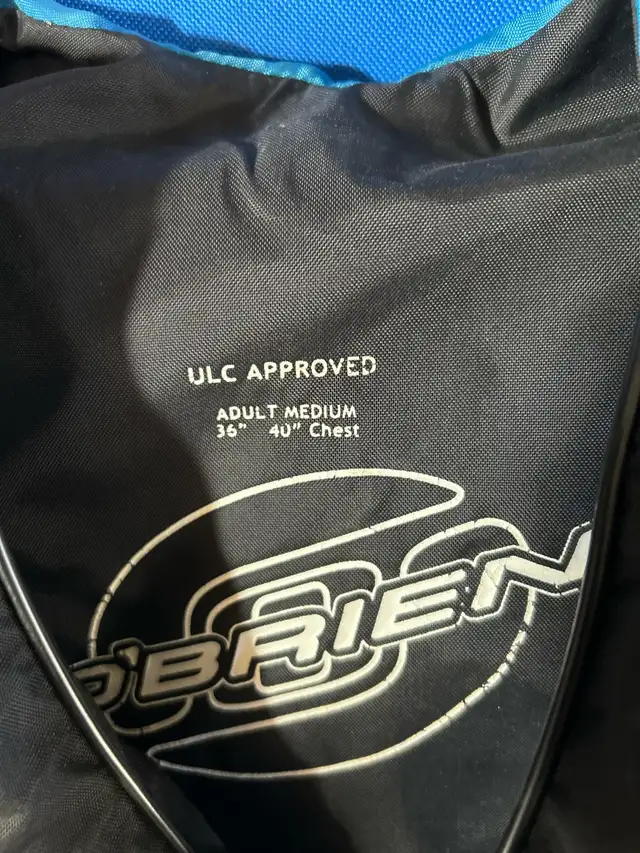 ULC APPROVED
ADULT MEDIUM
36" 40" Chest
O'BRIEN